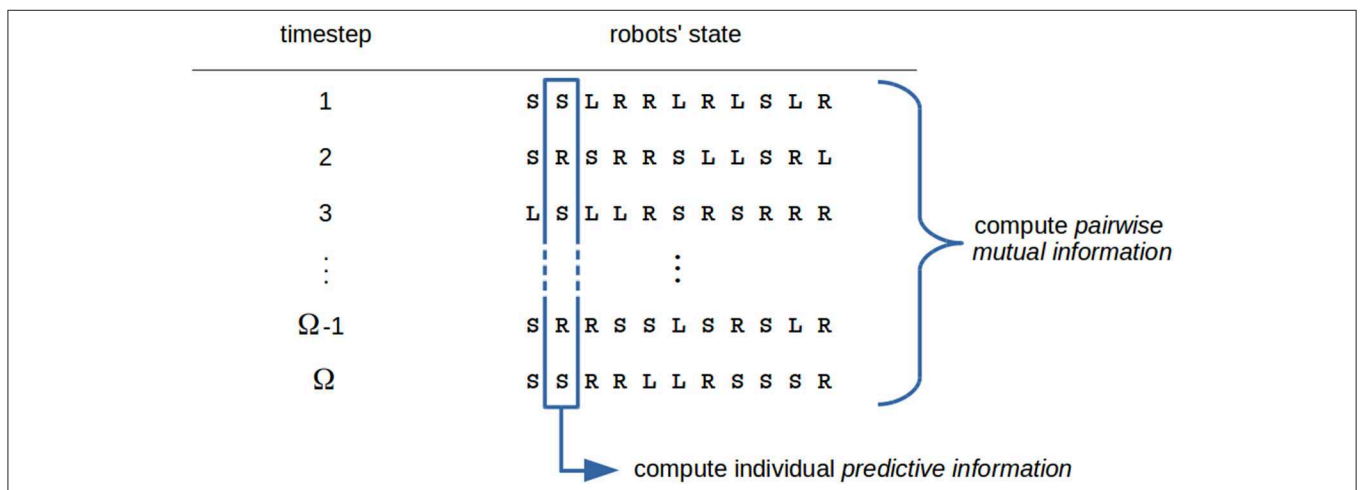 timestep robots' state
1 S S L R R L R L S L R
2 S R S R R S L L S R L
3 L S L L R S R S R R R
compute pairwise
mutual information
⋮ ⋮
Ω-1 S R R S S L S R S L R
Ω S S R R L L R S S S R
compute individual predictive information